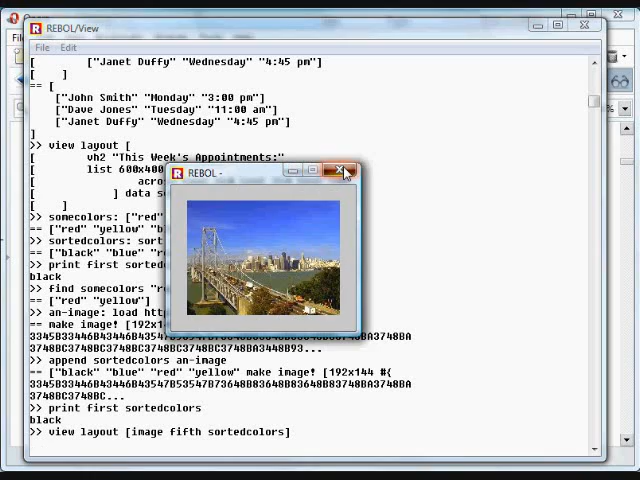 REBOL/View
File Edit
[ ["Janet Duffy" "Wednesday" "4:45 pm"]
[ ]
== [
["John Smith" "Monday" "3:00 pm"]
["Dave Jones" "Tuesday" "11:00 am"]
["Janet Duffy" "Wednesday" "4:45 pm"]
]
>> view layout [
[ vh2 "This Week's Appointments:"
[ list 600x400
[ across
[ ] data
[ ]
REBOL -
>> somecolors: ["red"
== ["red" "yellow"
>> sortedcolors: sort
== ["black" "blue"
>> print first sorted
black
>> find somecolors "re
== ["red" "yellow"]
>> an-image: load
== make image! [192x14
>> append sortedcolors an-image
== ["black" "blue" "red" "yellow" make image! [192x144 #{
3748BC3748BC...
>> print first sortedcolors
black
>> view layout [image fifth sortedcolors]